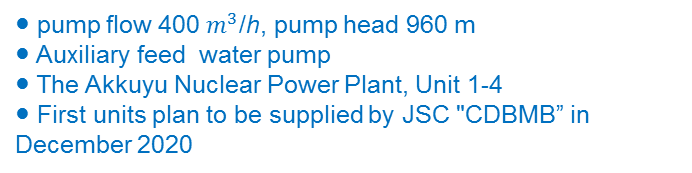 ● pump flow 400 m³/h, pump head 960 m
● Auxiliary feed  water pump
● The Akkuyu Nuclear Power Plant, Unit 1-4
● First units plan to be supplied by JSC "CDBMB” in
December 2020